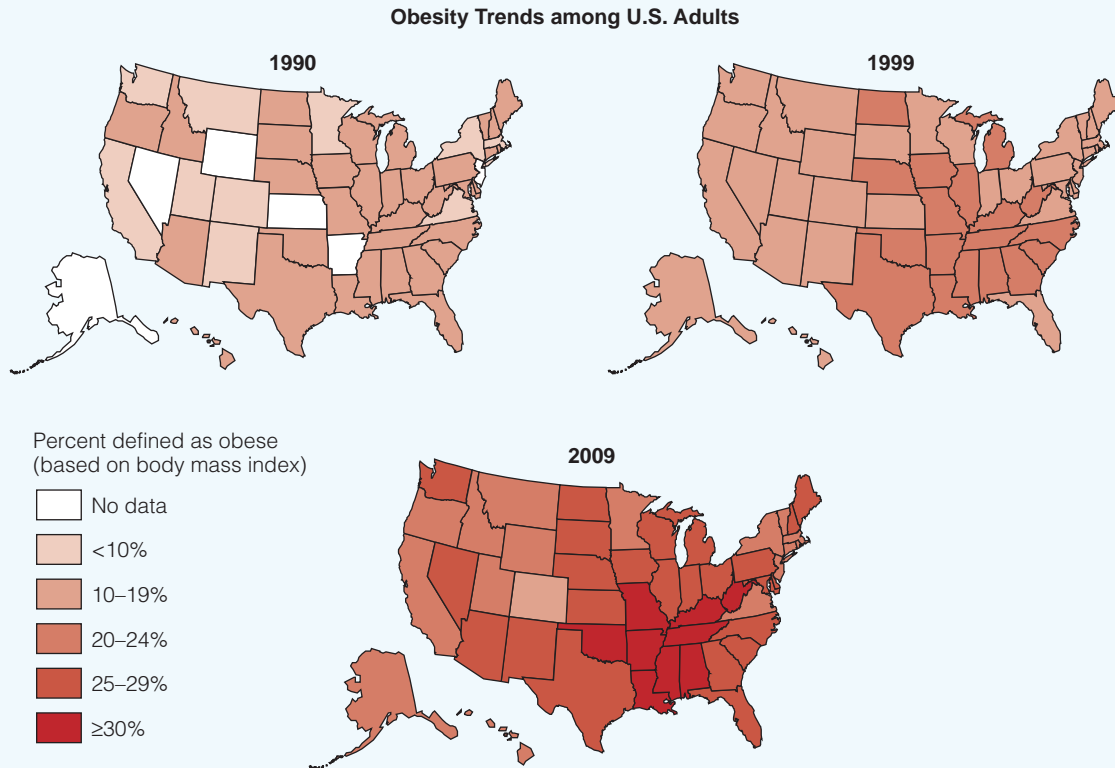 Obesity Trends among U.S. Adults
1990
1999
Percent defined as obese
(based on body mass index)
No data
<10%
10–19%
20–24%
25–29%
≥30%
2009